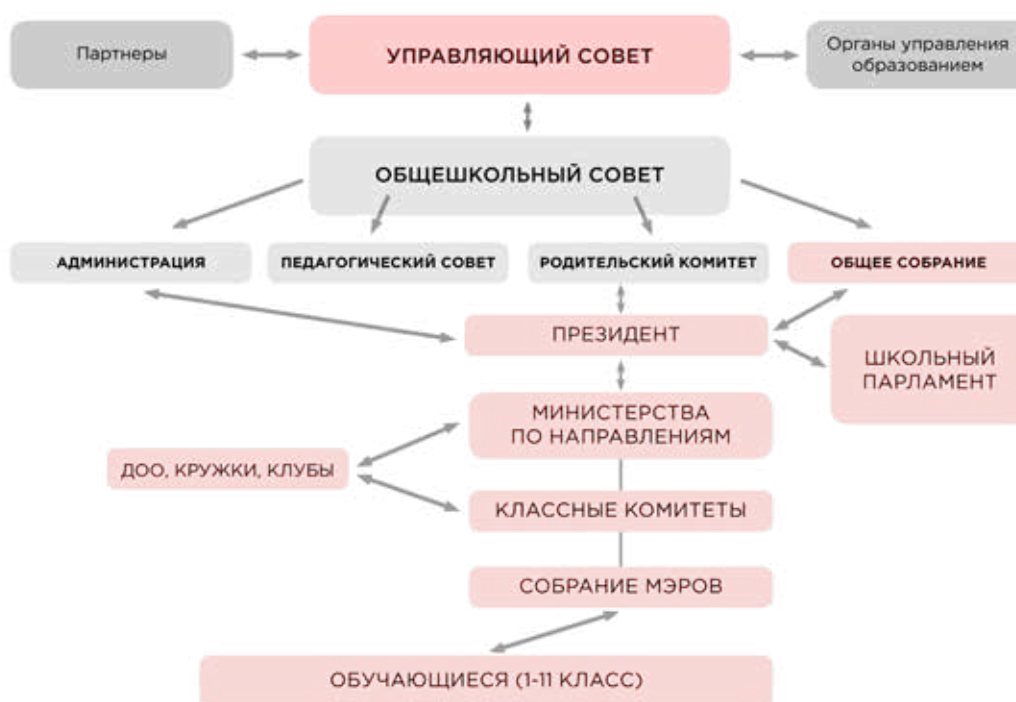 Партнеры
УПРАВЛЯЮЩИЙ СОВЕТ
Органы управления
образованием
ОБЩЕШКОЛЬНЫЙ СОВЕТ
АДМИНИСТРАЦИЯ
ПЕДАГОГИЧЕСКИЙ СОВЕТ
РОДИТЕЛЬСКИЙ КОМИТЕТ
ОБЩЕЕ СОБРАНИЕ
ПРЕЗИДЕНТ
ШКОЛЬНЫЙ
ПАРЛАМЕНТ
МИНИСТЕРСТВА
ПО НАПРАВЛЕНИЯМ
ДОО, КРУЖКИ, КЛУБЫ
КЛАССНЫЕ КОМИТЕТЫ
СОБРАНИЕ МЭРОВ
ОБУЧАЮЩИЕСЯ (1-11 КЛАСС)